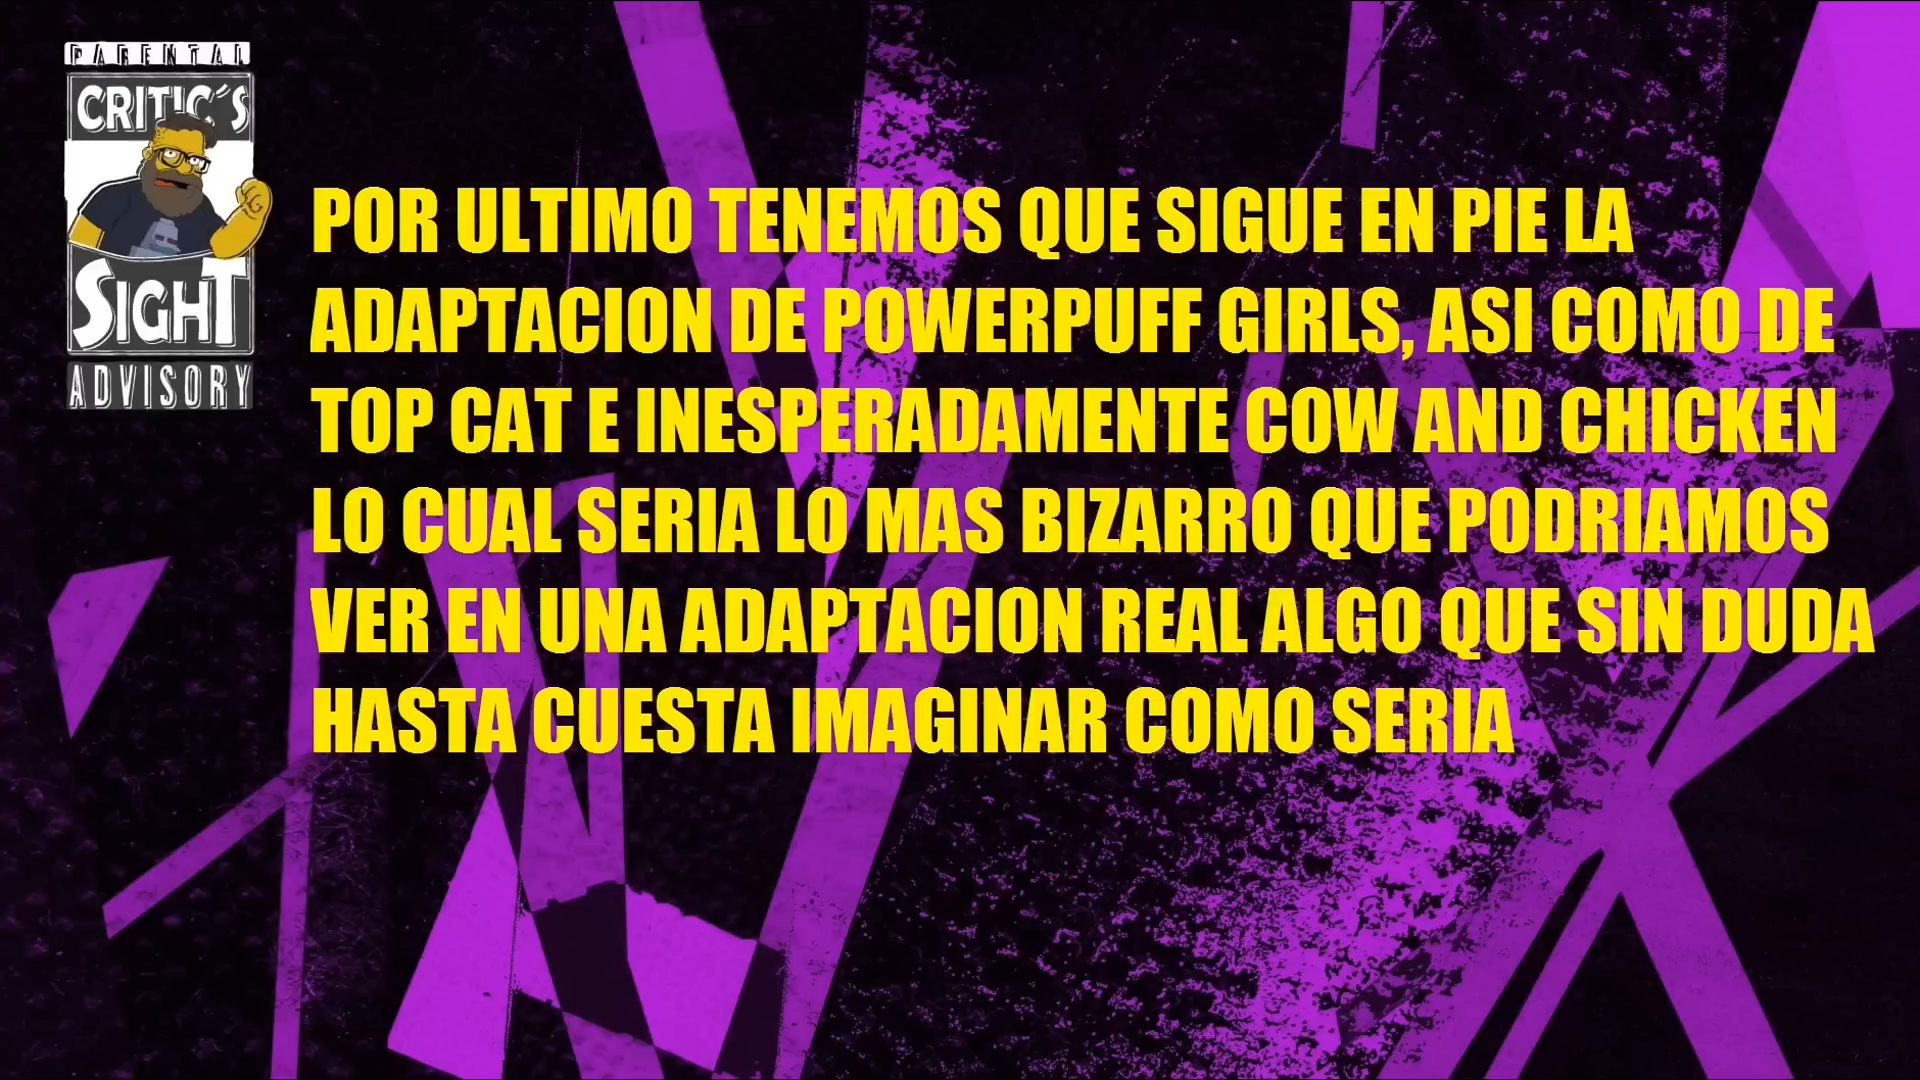 PARENTAL
CRITIC´S
SIGHT
ADVISORY
POR ULTIMO TENEMOS QUE SIGUE EN PIE LA
ADAPTACION DE POWERPUFF GIRLS, ASI COMO DE
TOP CAT E INESPERADAMENTE COW AND CHICKEN
LO CUAL SERIA LO MAS BIZARRO QUE PODRIAMOS
VER EN UNA ADAPTACION REAL ALGO QUE SIN DUDA
HASTA CUESTA IMAGINAR COMO SERIA